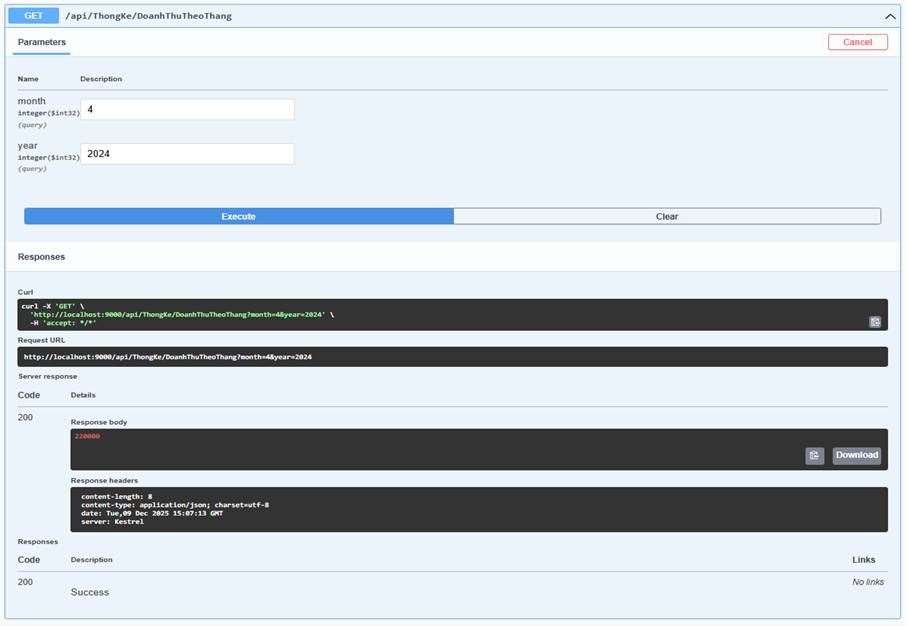 GET /api/ThongKe/DoanhThuTheoThang
Parameters
Cancel
Name Description
month
integer($int32)
(query)
4
year
integer($int32)
(query)
2024
Execute Clear
Responses
Curl
curl -X 'GET' \
'http://localhost:9000/api/ThongKe/DoanhThuTheoThang?month=4&year=2024' \
-H 'accept: */*'
Request URL
http://localhost:9000/api/ThongKe/DoanhThuTheoThang?month=4&year=2024
Server response
Code Details
200
Response body
220000
Download
Response headers
content-length: 8
content-type: application/json; charset=utf-8
date: Tue,09 Dec 2025 15:07:13 GMT
server: Kestrel
Responses
Code Description Links
200
Success
No links